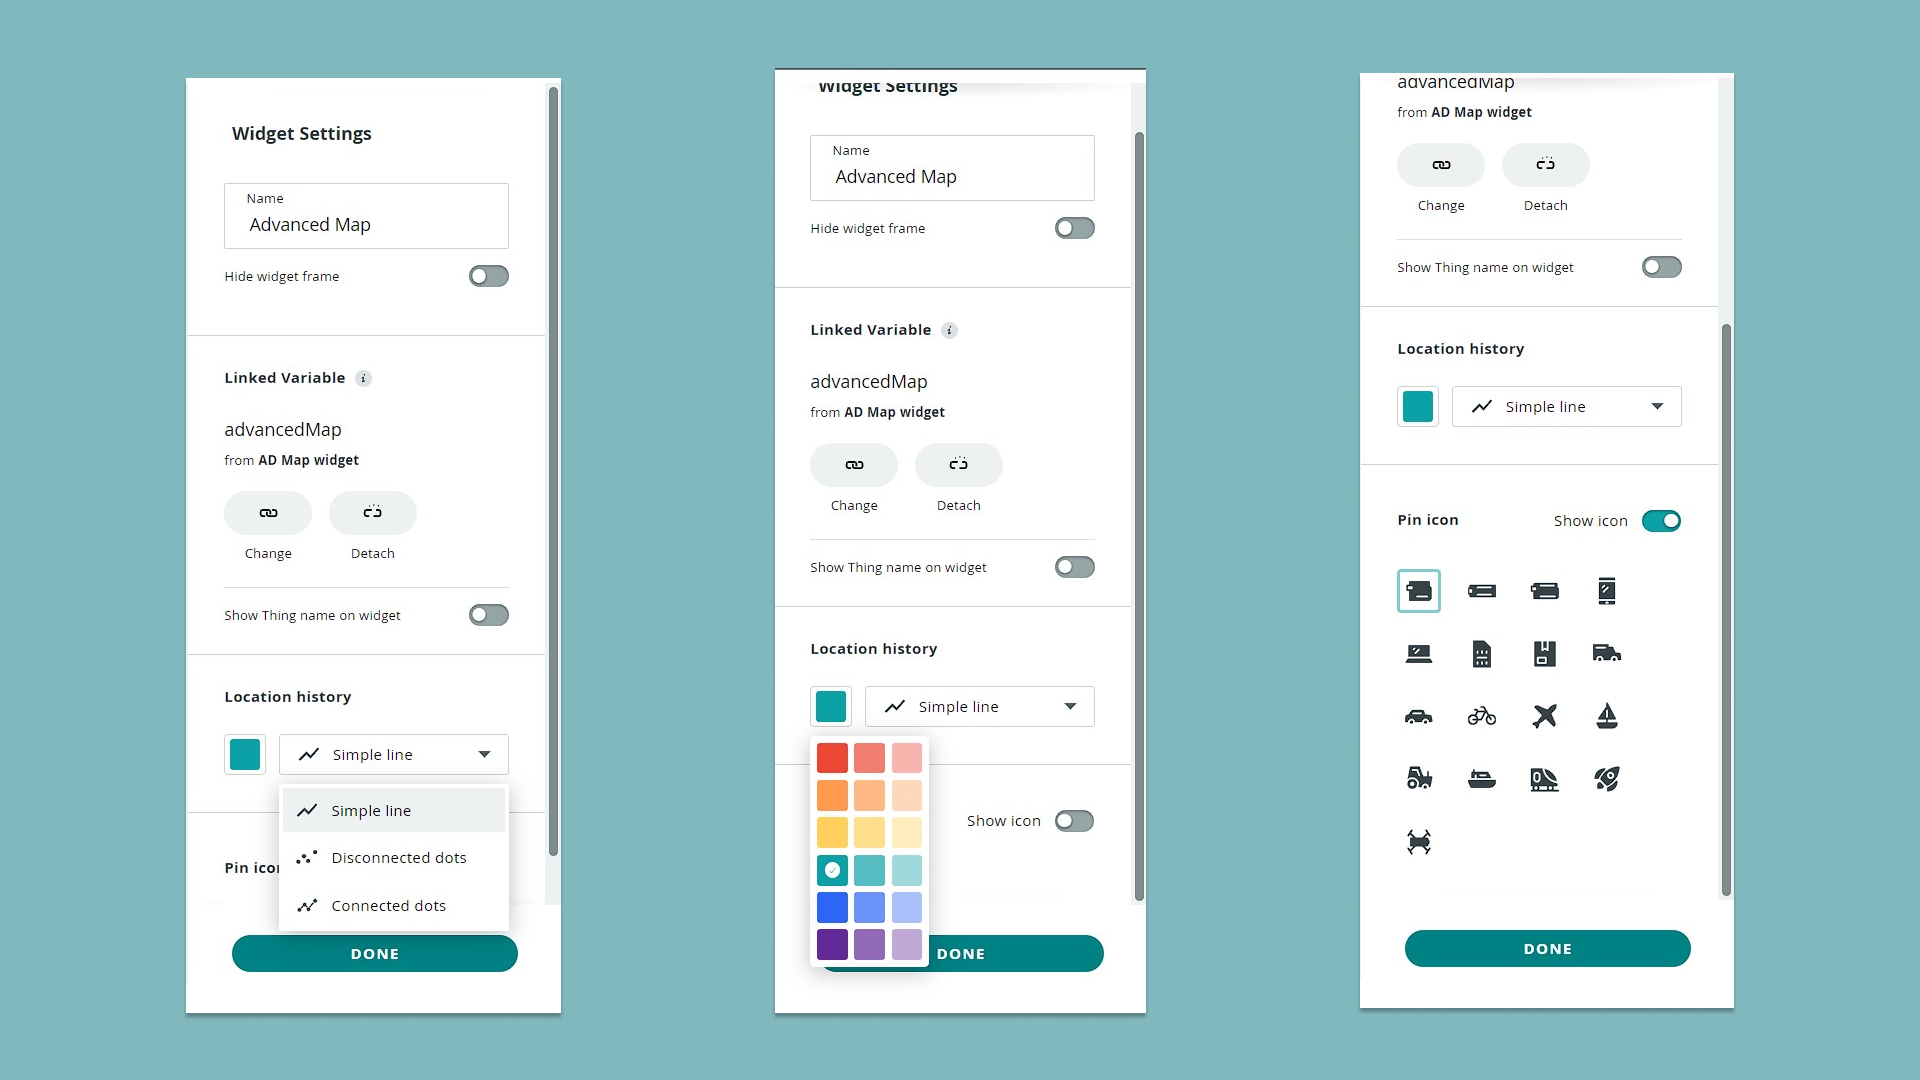 Widget Settings
Name
Advanced Map
Hide widget frame
Linked Variable i
advancedMap
from AD Map widget
Change Detach
Show Thing name on widget
Location history
Simple line
Simple line
Disconnected dots
Connected dots
Pin icon
DONE
Widget Settings
Name
Advanced Map
Hide widget frame
Linked Variable i
advancedMap
from AD Map widget
Change Detach
Show Thing name on widget
Location history
Simple line
Show icon
DONE
advancedMap
from AD Map widget
Change Detach
Show Thing name on widget
Location history
Simple line
Pin icon Show icon
DONE